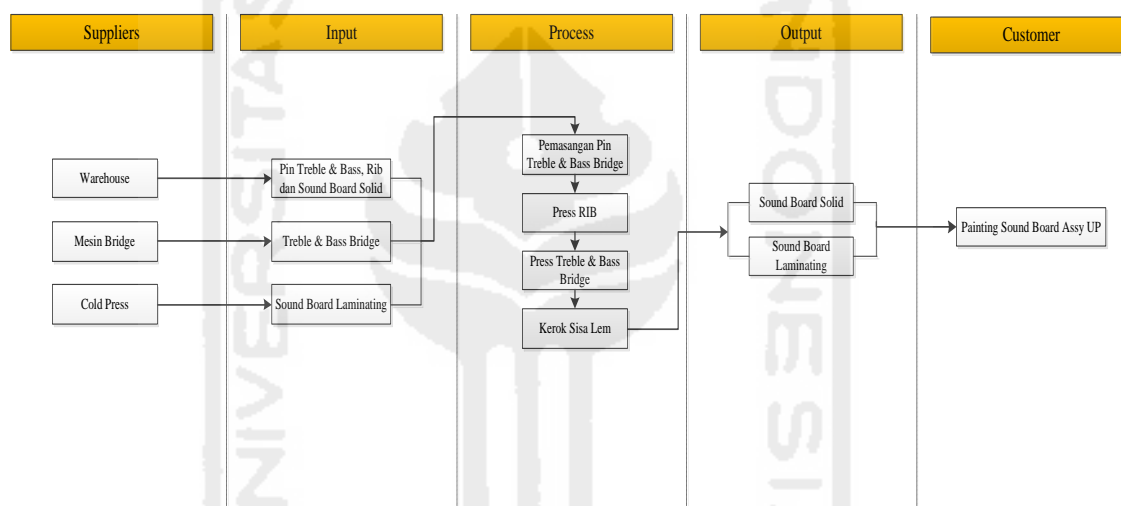 Suppliers
Input
Process
Output
Customer
Warehouse
Mesin Bridge
Cold Press
Pin Treble & Bass, Rib
dan Sound Board Solid
Treble & Bass Bridge
Sound Board Laminating
Pemasangan Pin
Treble & Bass Bridge
Press RIB
Press Treble & Bass
Bridge
Kerok Sisa Lem
Sound Board Solid
Sound Board
Laminating
Painting Sound Board Assy UP